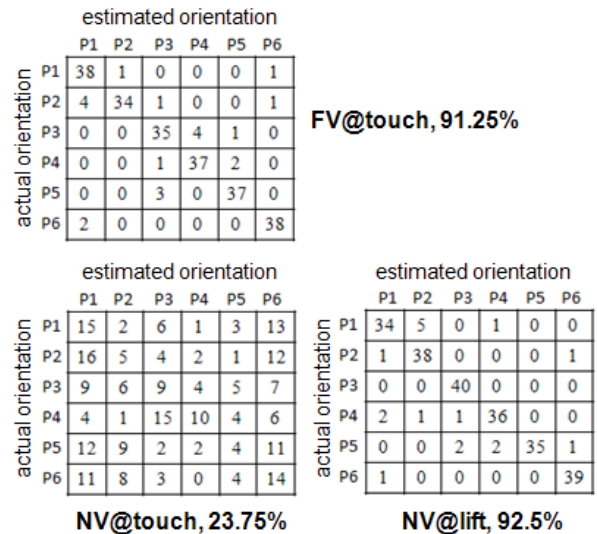 estimated orientation
P1 P2 P3 P4 P5 P6
actual orientation
P1 38 1 0 0 0 1
P2 4 34 1 0 0 1
P3 0 0 35 4 1 0
P4 0 0 1 37 2 0
P5 0 0 3 0 37 0
P6 2 0 0 0 0 38
FV@touch, 91.25%
estimated orientation
P1 P2 P3 P4 P5 P6
actual orientation
P1 15 2 6 1 3 13
P2 16 5 4 2 1 12
P3 9 6 9 4 5 7
P4 4 1 15 10 4 6
P5 12 9 2 2 4 11
P6 11 8 3 0 4 14
NV@touch, 23.75%
estimated orientation
P1 P2 P3 P4 P5 P6
actual orientation
P1 34 5 0 1 0 0
P2 1 38 0 0 0 1
P3 0 0 40 0 0 0
P4 2 1 1 36 0 0
P5 0 0 2 2 35 1
P6 1 0 0 0 0 39
NV@lift, 92.5%